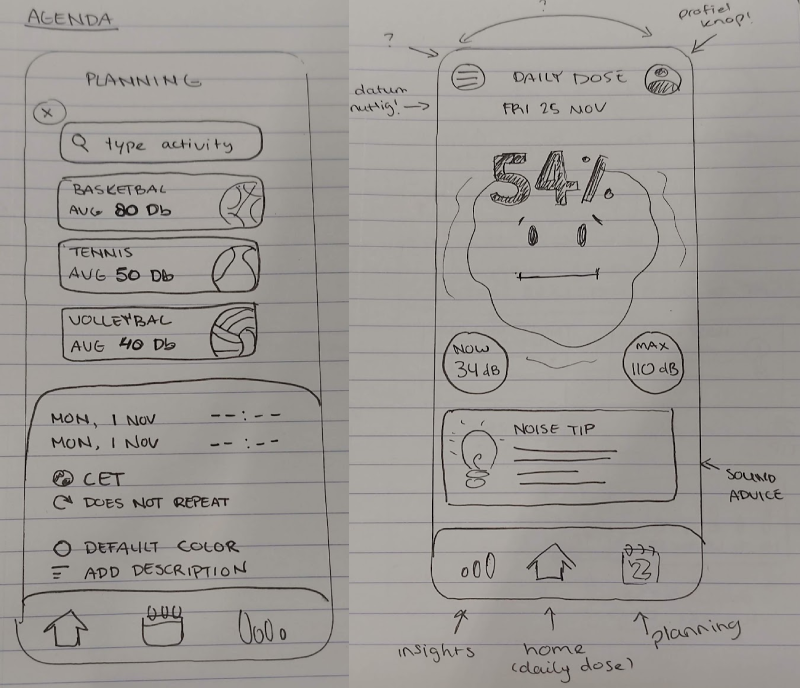 AGENDA
PLANNING
x
type activity
BASKETBAL
AVG 80 Db
TENNIS
AVG 50 Db
VOLLEYBAL
AVG 40 Db
MON, 1 NOV --:--
MON, 1 NOV --:--
CET
DOES NOT REPEAT
DEFAULT COLOR
ADD DESCRIPTION
?
?
profiel
knop!
DAILY DOSE
datum
nuttig!
FRI 25 NOV
54%
NOW
34 dB
MAX
110 dB
NOISE TIP
SOUND
ADVICE
2
insights
home
(daily dose)
planning